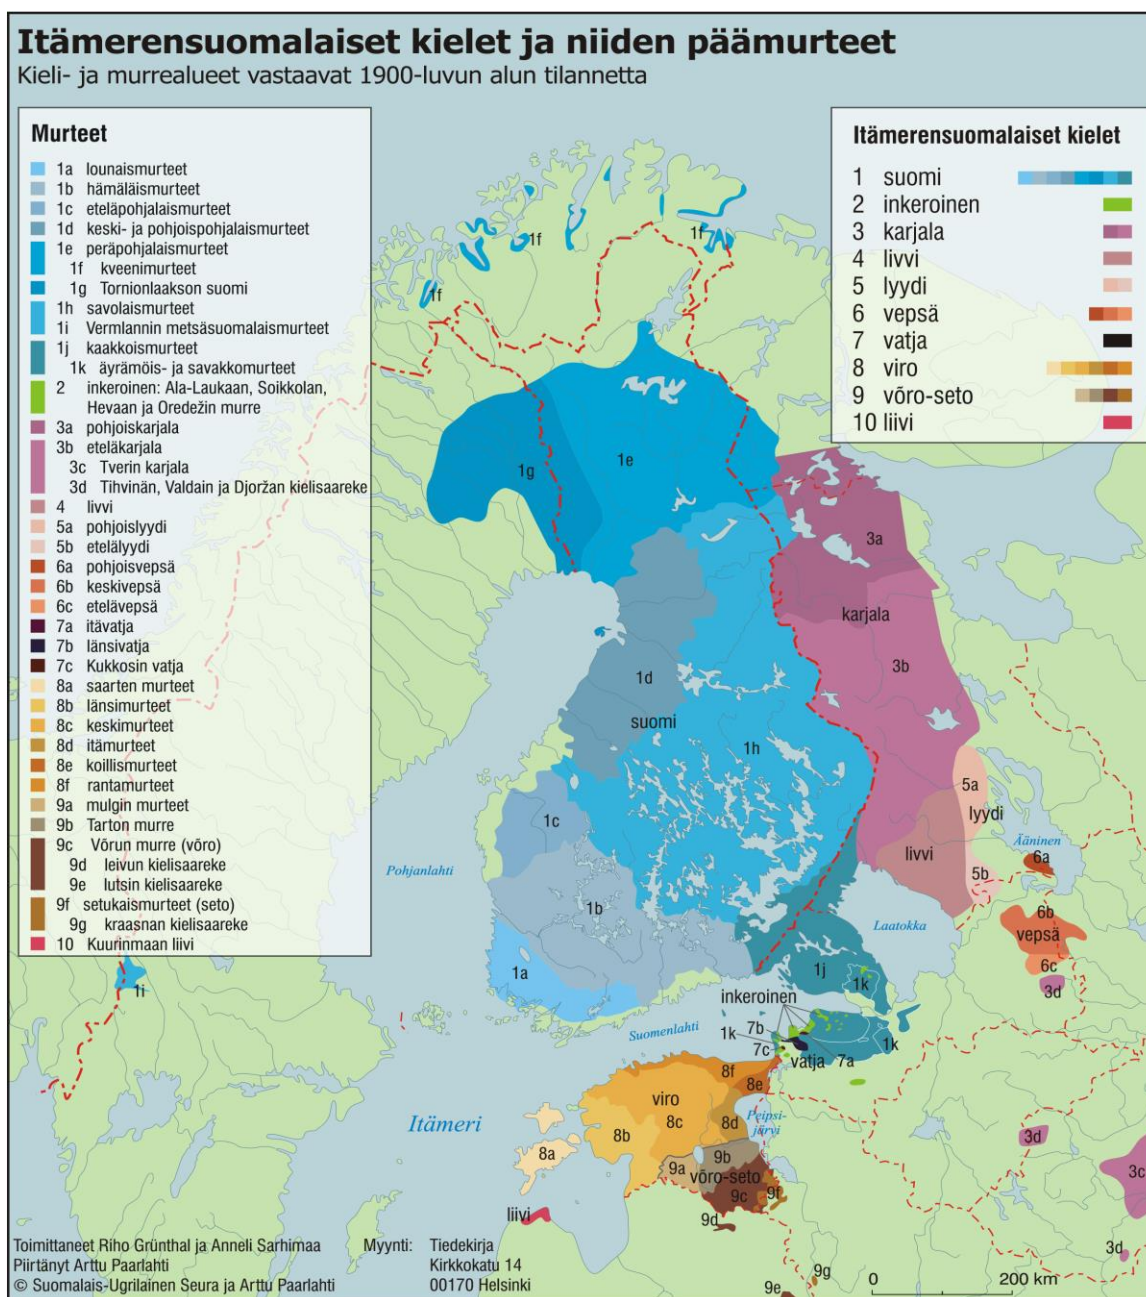 Itämerensuomalaiset kielet ja niiden päämurteet
Kieli- ja murrealueet vastaavat 1900-luvun alun tilannetta
Murteet
1a lounaismurteet
1b hämäläismurteet
1c eteläpohjalaismurteet
1d keski- ja pohjoispohjalaismurteet
1e peräpohjalaismurteet
1f kveenimurteet
1g Tornionlaakson suomi
1h savolaismurteet
1i Vermlannin metsäsuomalaismurteet
1j kaakkoismurteet
1k äyrämöis- ja savakkomurteet
2 inkeroinen: Ala-Laukaan, Soikkolan,
Hevaan ja Oredežin murre
3a pohjoiskarjala
3b eteläkarjala
3c Tverin karjala
3d Tihvinän, Valdain ja Djoržan kielisaareke
4 livvi
5a pohjoislyydi
5b etelälyydi
6a pohjoisvepsä
6b keskivepsä
6c etelävepsä
7a itävatja
7b länsivatja
7c Kukkosin vatja
8a saarten murteet
8b länsimurteet
8c keskimurteet
8d itämurteet
8e koillismurteet
8f rantamurteet
9a mulgin murteet
9b Tarton murre
9c Võrun murre (võro)
9d leivun kielisaareke
9e lutsin kielisaareke
9f setukaismurteet (seto)
9g kraasnan kielisaareke
10 Kuurinmaan liivi
Itämerensuomalaiset kielet
1 suomi
2 inkeroinen
3 karjala
4 livvi
5 lyydi
6 vepsä
7 vatja
8 viro
9 võro-seto
10 liivi
1f
1f
1f
1g
1e
3a
karjala
3b
1d
suomi
1h
1c
5a
lyydi
livvi
Ääninen
6a
5b
Pohjanlahti
1b
6b
vepsä
Laatokka
6c
1a
1j
1k
3d
1i
inkeroinen
Suomenlahti
7b
1k
7c
vatja
7a
1k
8f
8e
viro
Peipsi-
järvi
Itämeri
8b
8c
8d
3d
8a
9b
9a
võro-seto
9c
9f
3c
liivi
9d
3d
9g
9e
Toimittaneet Riho Grünthal ja Anneli Sarhimaa
Piirtänyt Arttu Paarlahti
© Suomalais-Ugrilainen Seura ja Arttu Paarlahti
Myynti: Tiedekirja
Kirkkokatu 14
00170 Helsinki
0 200 km